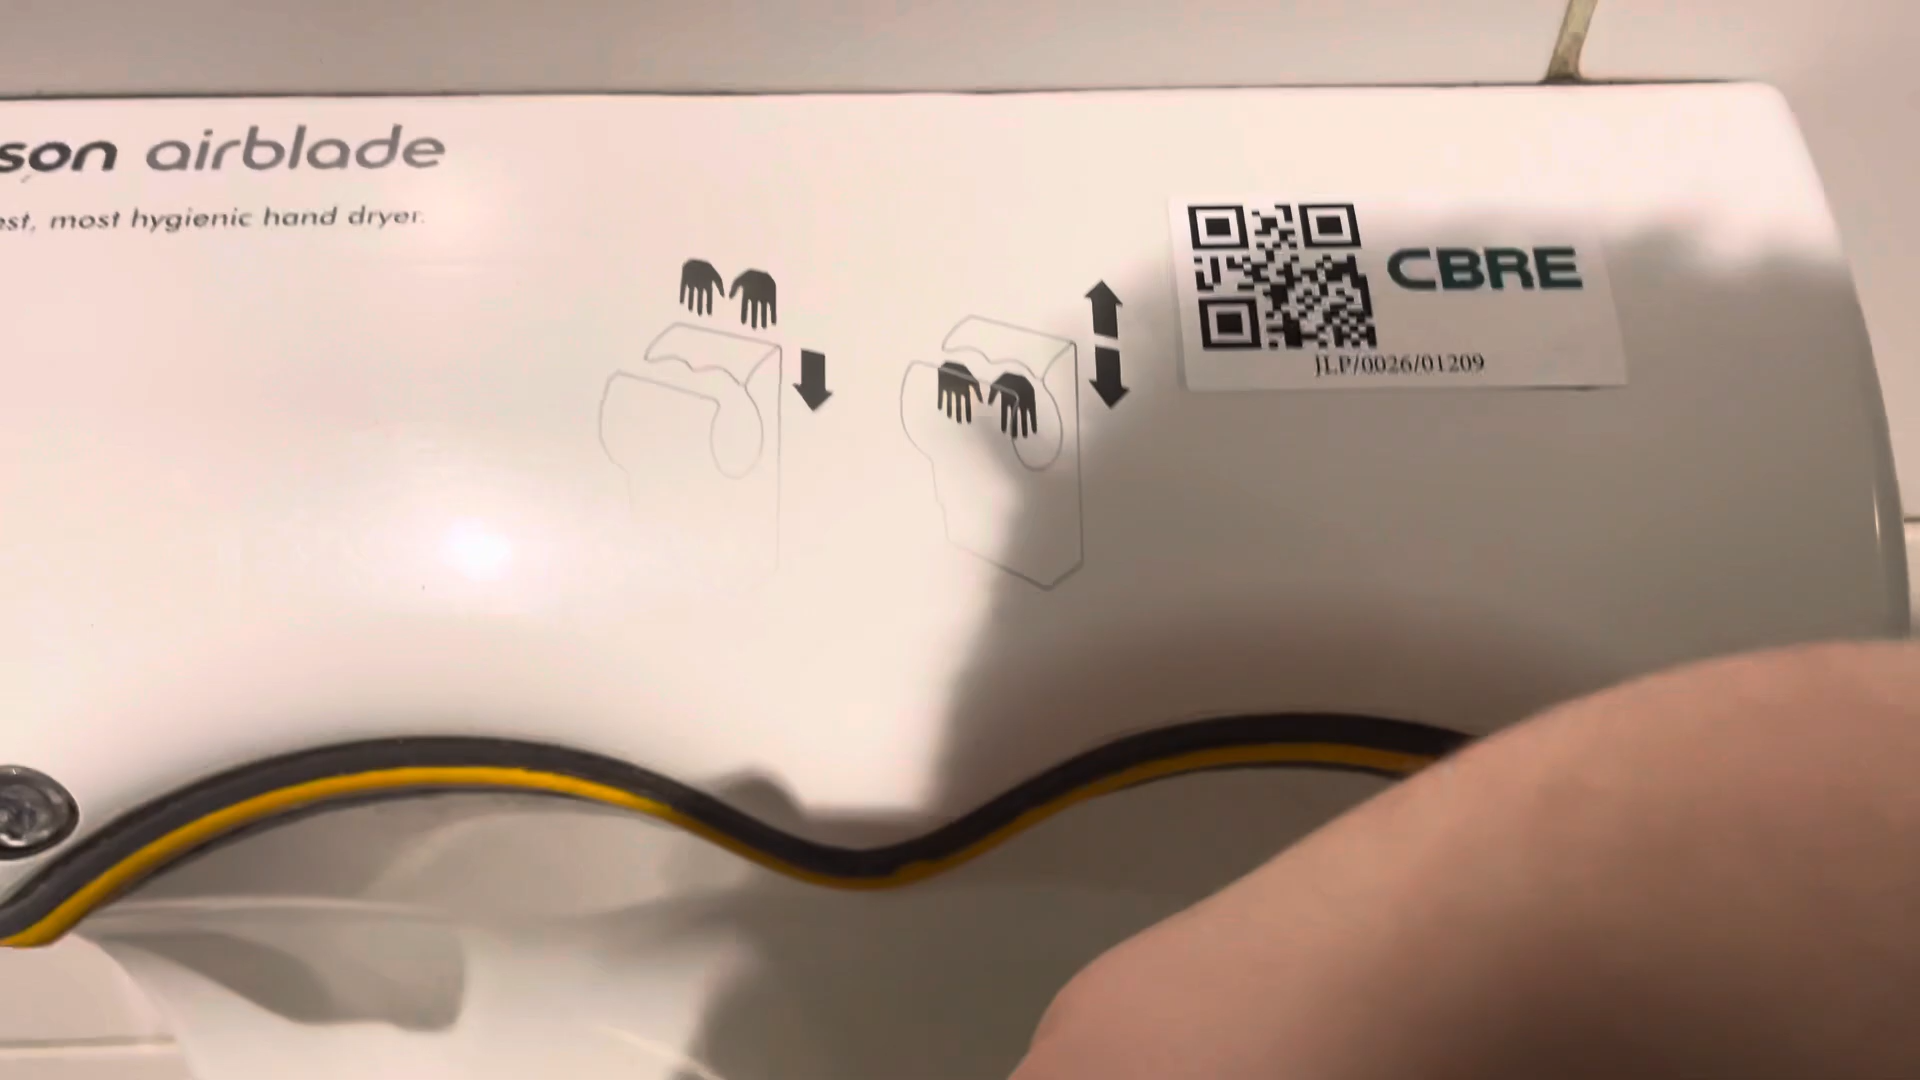 son airblade
est, most hygienic hand dryer.
CBRE
JLP/0026/01209